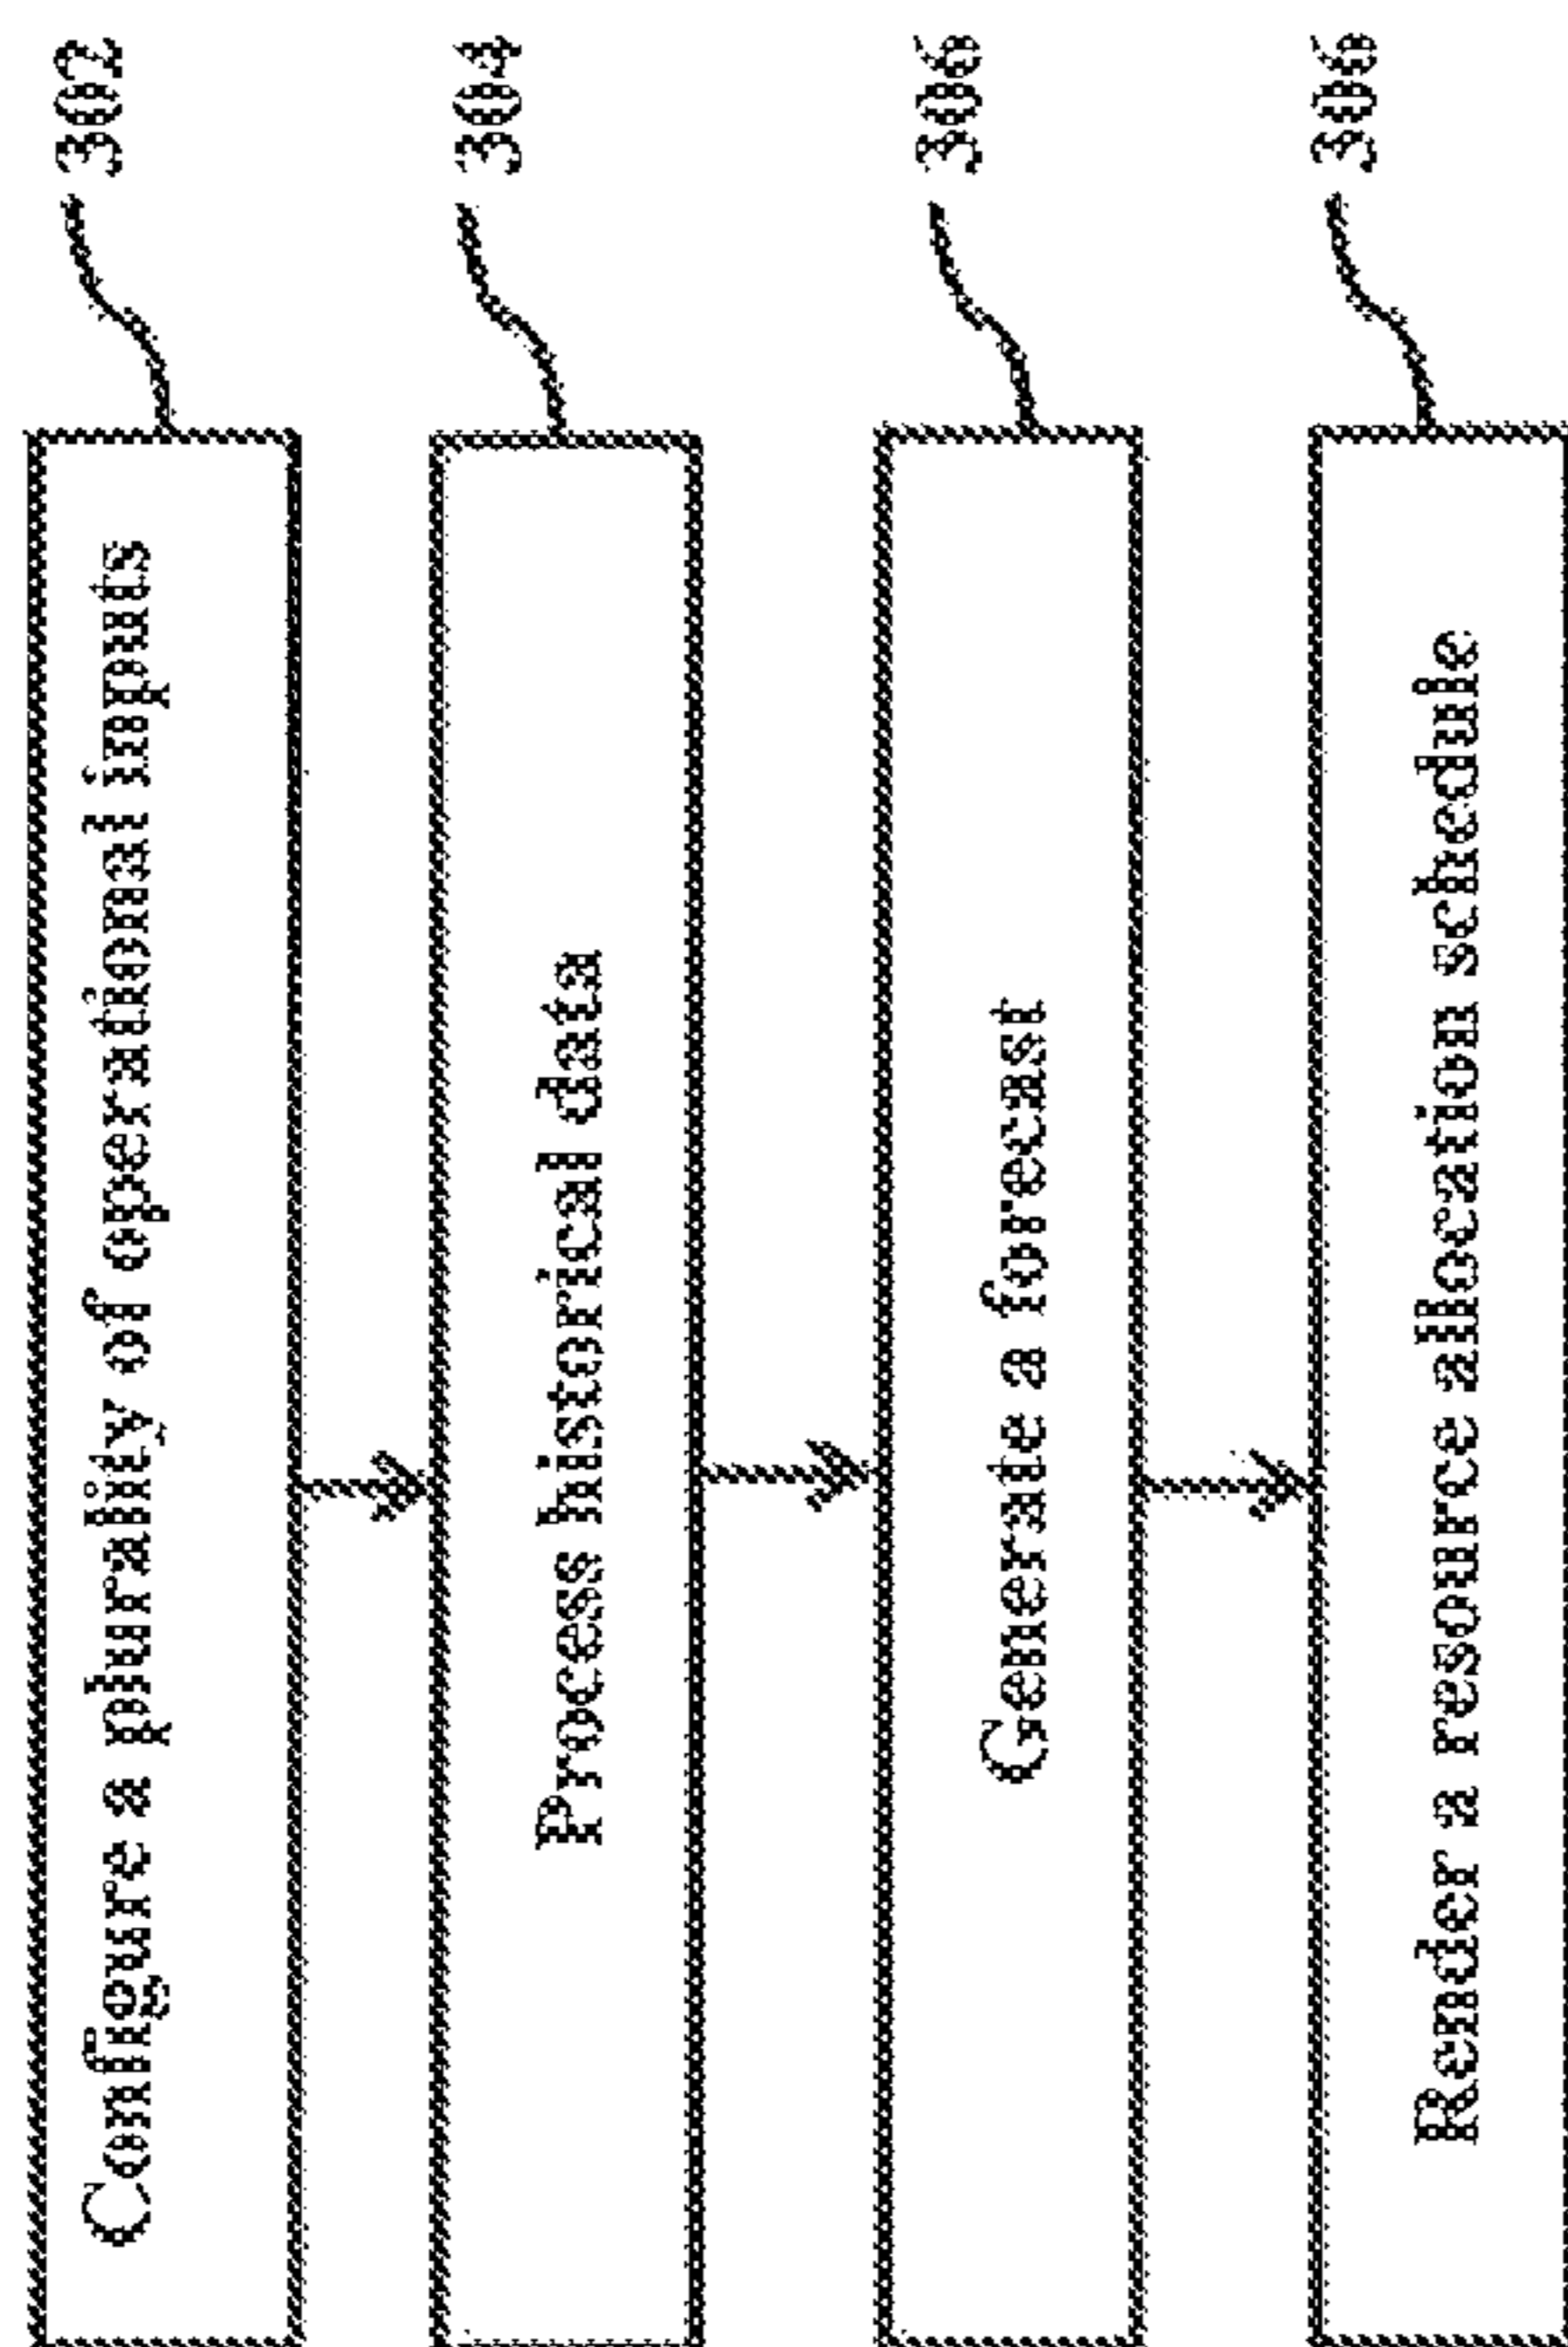 Configure a plurality of operational inputs
302
Process historical data
304
Generate a forecast
306
Render a resource allocation schedule
306